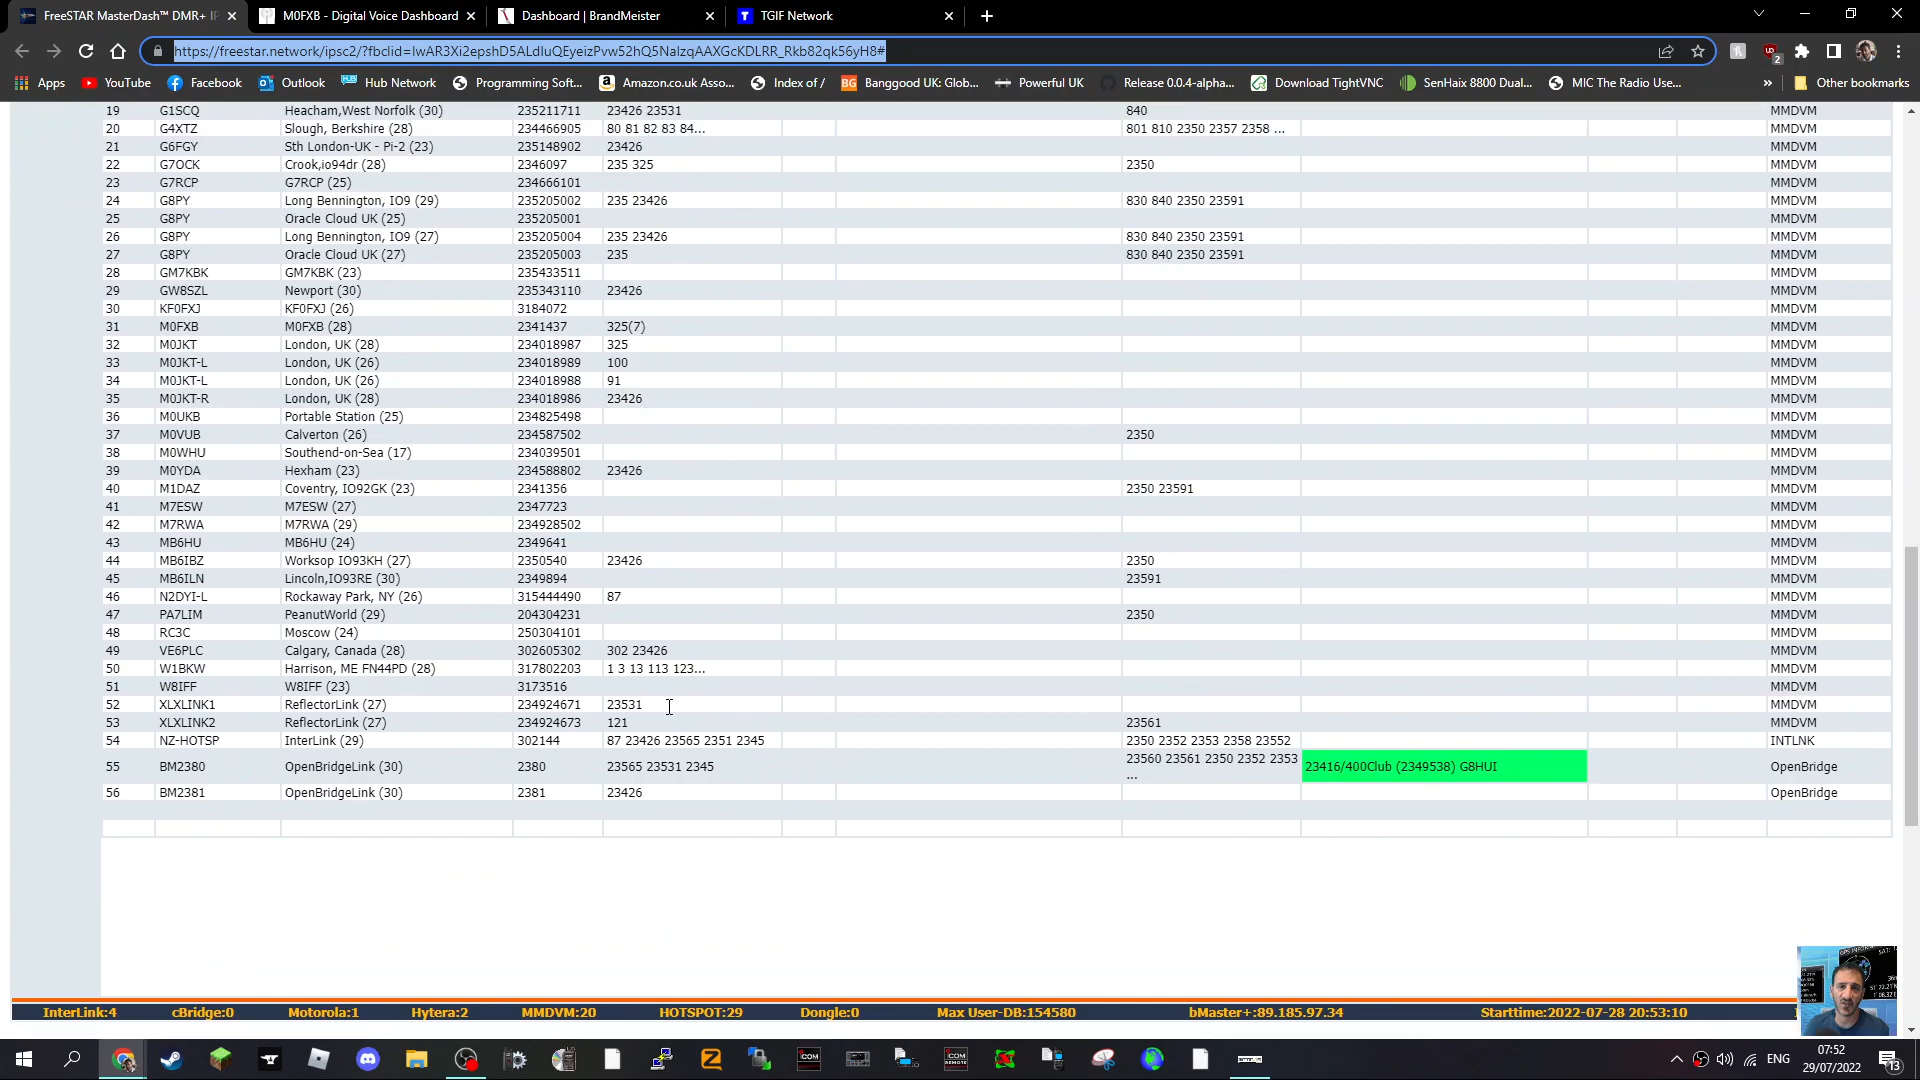 FreeSTAR MasterDash™ DMR+ IP M0FXB - Digital Voice Dashboard Dashboard | BrandMeister TGIF Network
https://freestar.network/ipsc2/?fbclid=IwAR3Xi2epshD5ALdIuQEyeizPvw52hQ5NaIzqAAXGcKDLRR_Rkb82qk56yH8#
Apps YouTube Facebook Outlook Hub Network Programming Soft... Amazon.co.uk Asso... Index of / Banggood UK: Glob... Powerful UK Release 0.0.4-alpha... Download TightVNC SenHaix 8800 Dual... MIC The Radio Use... » Other bookmarks
19 G1SCQ Heacham,West Norfolk (30) 235211711 23426 23531 840 MMDVM
20 G4XTZ Slough, Berkshire (28) 234466905 80 81 82 83 84... 801 810 2350 2357 2358 ... MMDVM
21 G6FGY Sth London-UK - Pi-2 (23) 235148902 23426 MMDVM
22 G7OCK Crook,io94dr (28) 2346097 235 325 2350 MMDVM
23 G7RCP G7RCP (25) 234666101 MMDVM
24 G8PY Long Bennington, IO9 (29) 235205002 235 23426 830 840 2350 23591 MMDVM
25 G8PY Oracle Cloud UK (25) 235205001 MMDVM
26 G8PY Long Bennington, IO9 (27) 235205004 235 23426 830 840 2350 23591 MMDVM
27 G8PY Oracle Cloud UK (27) 235205003 235 830 840 2350 23591 MMDVM
28 GM7KBK GM7KBK (23) 235433511 MMDVM
29 GW8SZL Newport (30) 235343110 23426 MMDVM
30 KF0FXJ KF0FXJ (26) 3184072 MMDVM
31 M0FXB M0FXB (28) 2341437 325(7) MMDVM
32 M0JKT London, UK (28) 234018987 325 MMDVM
33 M0JKT-L London, UK (26) 234018989 100 MMDVM
34 M0JKT-L London, UK (26) 234018988 91 MMDVM
35 M0JKT-R London, UK (28) 234018986 23426 MMDVM
36 M0UKB Portable Station (25) 234825498 MMDVM
37 M0VUB Calverton (26) 234587502 2350 MMDVM
38 M0WHU Southend-on-Sea (17) 234039501 MMDVM
39 M0YDA Hexham (23) 234588802 23426 MMDVM
40 M1DAZ Coventry, IO92GK (23) 2341356 2350 23591 MMDVM
41 M7ESW M7ESW (27) 2347723 MMDVM
42 M7RWA M7RWA (29) 234928502 MMDVM
43 MB6HU MB6HU (24) 2349641 MMDVM
44 MB6IBZ Worksop IO93KH (27) 2350540 23426 2350 MMDVM
45 MB6ILN Lincoln,IO93RE (30) 2349894 23591 MMDVM
46 N2DYI-L Rockaway Park, NY (26) 315444490 87 MMDVM
47 PA7LIM PeanutWorld (29) 204304231 2350 MMDVM
48 RC3C Moscow (24) 250304101 MMDVM
49 VE6PLC Calgary, Canada (28) 302605302 302 23426 MMDVM
50 W1BKW Harrison, ME FN44PD (28) 317802203 1 3 13 113 123... MMDVM
51 W8IFF W8IFF (23) 3173516 MMDVM
52 XLXLINK1 ReflectorLink (27) 234924671 23531 MMDVM
53 XLXLINK2 ReflectorLink (27) 234924673 121 23561 MMDVM
54 NZ-HOTSP InterLink (29) 302144 87 23426 23565 2351 2345 2350 2352 2353 2358 23552 INTLNK
55 BM2380 OpenBridgeLink (30) 2380 23565 23531 2345 23560 23561 2350 2352 2353 ... 23416/400Club (2349538) G8HUI OpenBridge
56 BM2381 OpenBridgeLink (30) 2381 23426 OpenBridge
InterLink:4 cBridge:0 Motorola:1 Hytera:2 MMDVM:20 HOTSPOT:29 Dongle:0 Max User-DB:154580 bMaster+:89.185.97.34 Starttime:2022-07-28 20:53:10
ENG 07:52
29/07/2022 13